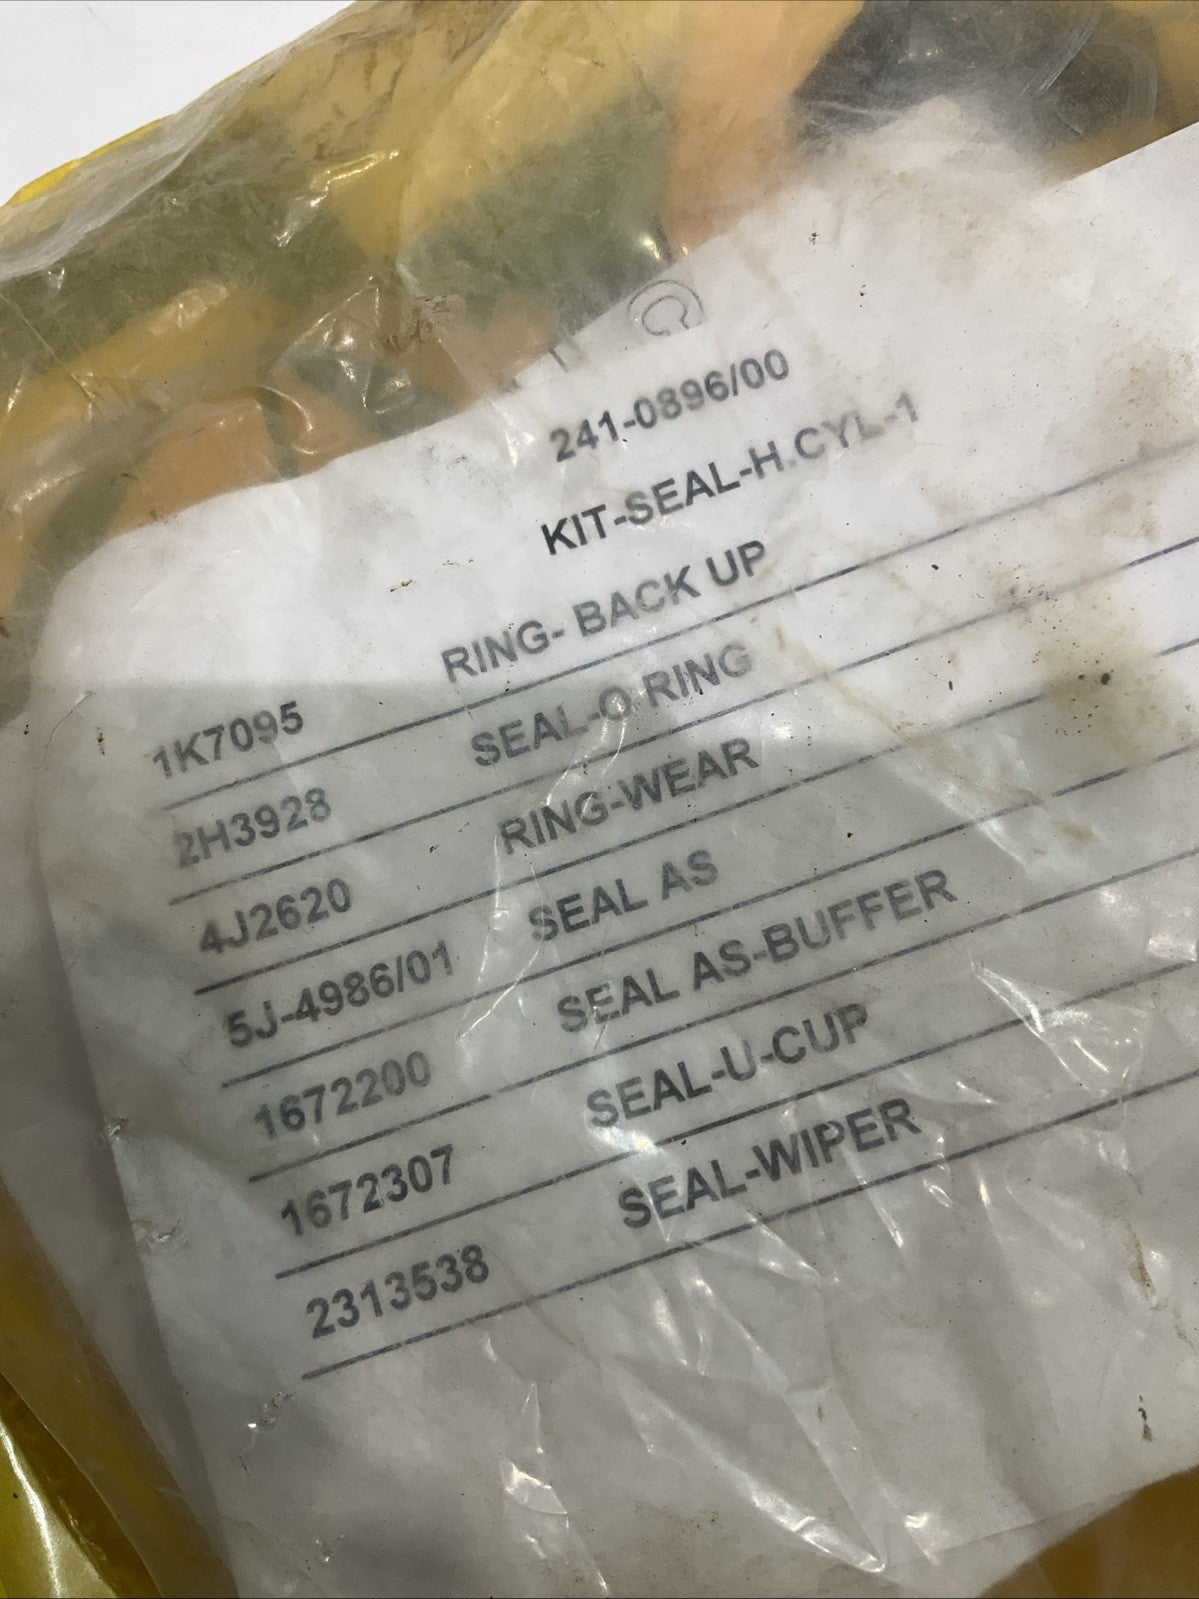 241-0896/00
KIT-SEAL-H.CYL-1
1K7095 RING- BACK UP
2H3928 SEAL-O RING
4J2620 RING-WEAR
5J-4986/01 SEAL AS
1672200 SEAL AS-BUFFER
1672307 SEAL-U-CUP
2313538 SEAL-WIPER